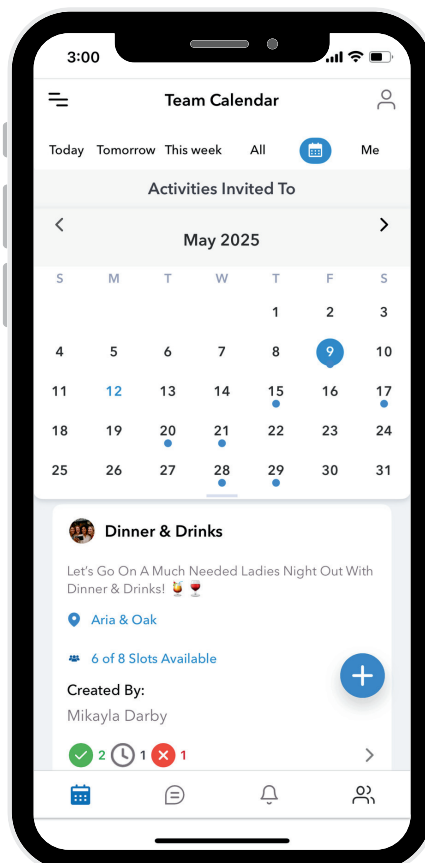 3:00
Team Calendar
Today Tomorrow This week All Me
Activities Invited To
May 2025
S M T W T F S
1 2 3
4 5 6 7 8 9 10
11 12 13 14 15 16 17
18 19 20 21 22 23 24
25 26 27 28 29 30 31
Dinner & Drinks
Let's Go On A Much Needed Ladies Night Out With
Dinner & Drinks! 🍹 🍷
Aria & Oak
6 of 8 Slots Available
Created By:
Mikayla Darby
2 1 1